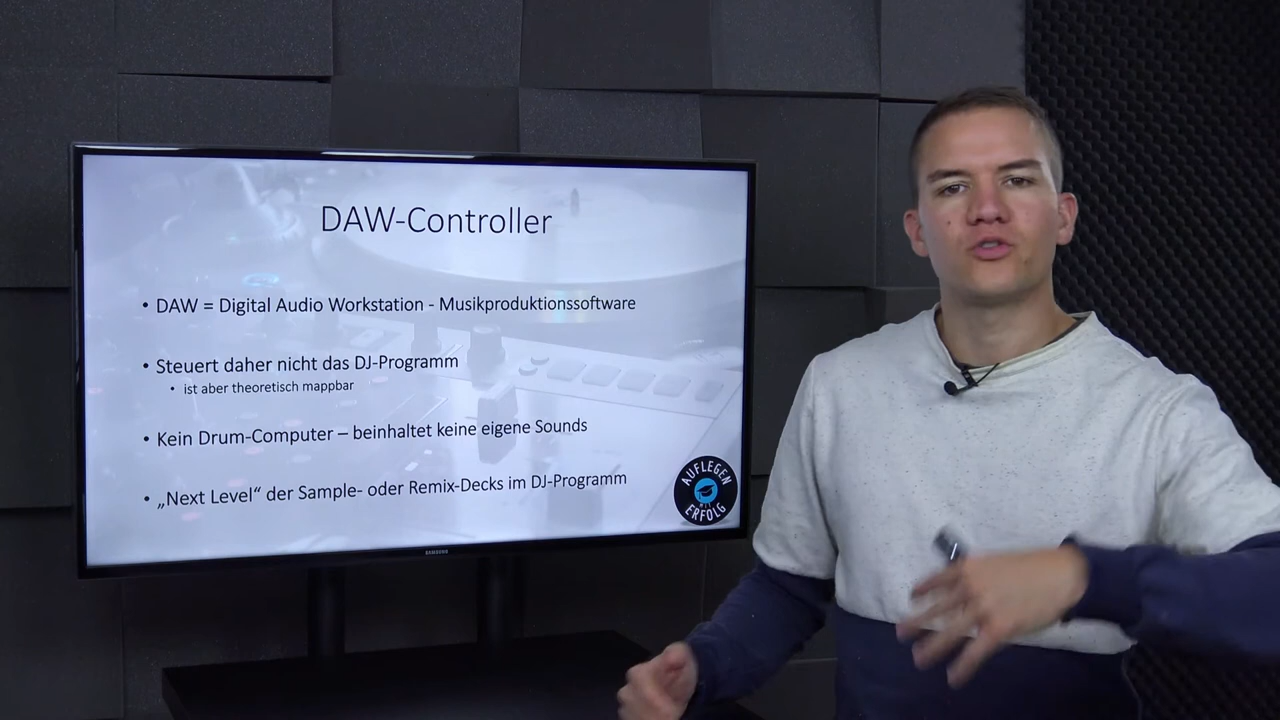 DAW-Controller
• DAW = Digital Audio Workstation - Musikproduktionssoftware
• Steuert daher nicht das DJ-Programm
• ist aber theoretisch mappbar
• Kein Drum-Computer – beinhaltet keine eigene Sounds
• „Next Level“ der Sample- oder Remix-Decks im DJ-Programm
AUFLEGEN
MIT
ERFOLG
SAMSUNG